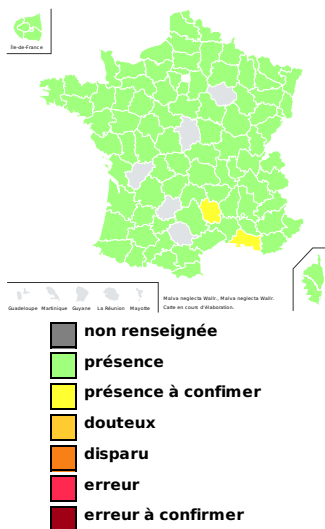 Île-de-France
Malva neglecta Wallr., Malva neglecta Wallr.
Carte en cours d'élaboration.
Guadeloupe Martinique Guyane La Réunion Mayotte
non renseignée
présence
présence à confimer
douteux
disparu
erreur
erreur à confirmer